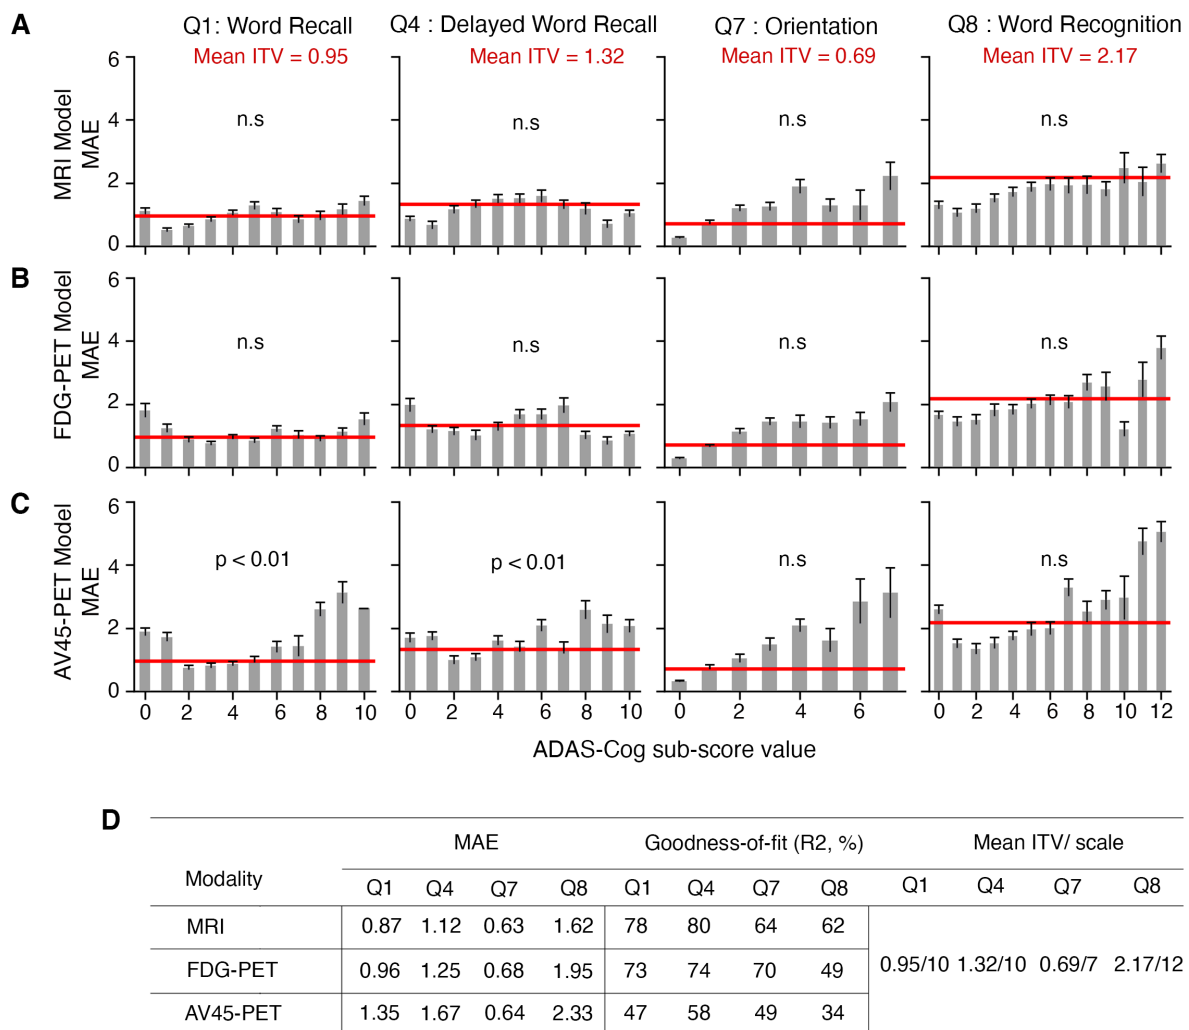 A
Q1: Word Recall
Q4 : Delayed Word Recall
Q7 : Orientation
Q8 : Word Recognition
Mean ITV = 0.95
Mean ITV = 1.32
Mean ITV = 0.69
Mean ITV = 2.17
MRI Model
MAE
6
4
2
0
n.s
n.s
n.s
n.s
B
FDG-PET Model
MAE
6
4
2
0
n.s
n.s
n.s
n.s
C
AV45-PET Model
MAE
6
4
2
0
p < 0.01
p < 0.01
n.s
n.s
0 2 4 6 8 10
0 2 4 6 8 10
0 2 4 6
0 2 4 6 8 10 12
ADAS-Cog sub-score value
D
MAE Goodness-of-fit (R2, %) Mean ITV/ scale
Modality
Q1 Q4 Q7 Q8 Q1 Q4 Q7 Q8 Q1 Q4 Q7 Q8
MRI 0.87 1.12 0.63 1.62 78 80 64 62
FDG-PET 0.96 1.25 0.68 1.95 73 74 70 49 0.95/10 1.32/10 0.69/7 2.17/12
AV45-PET 1.35 1.67 0.64 2.33 47 58 49 34